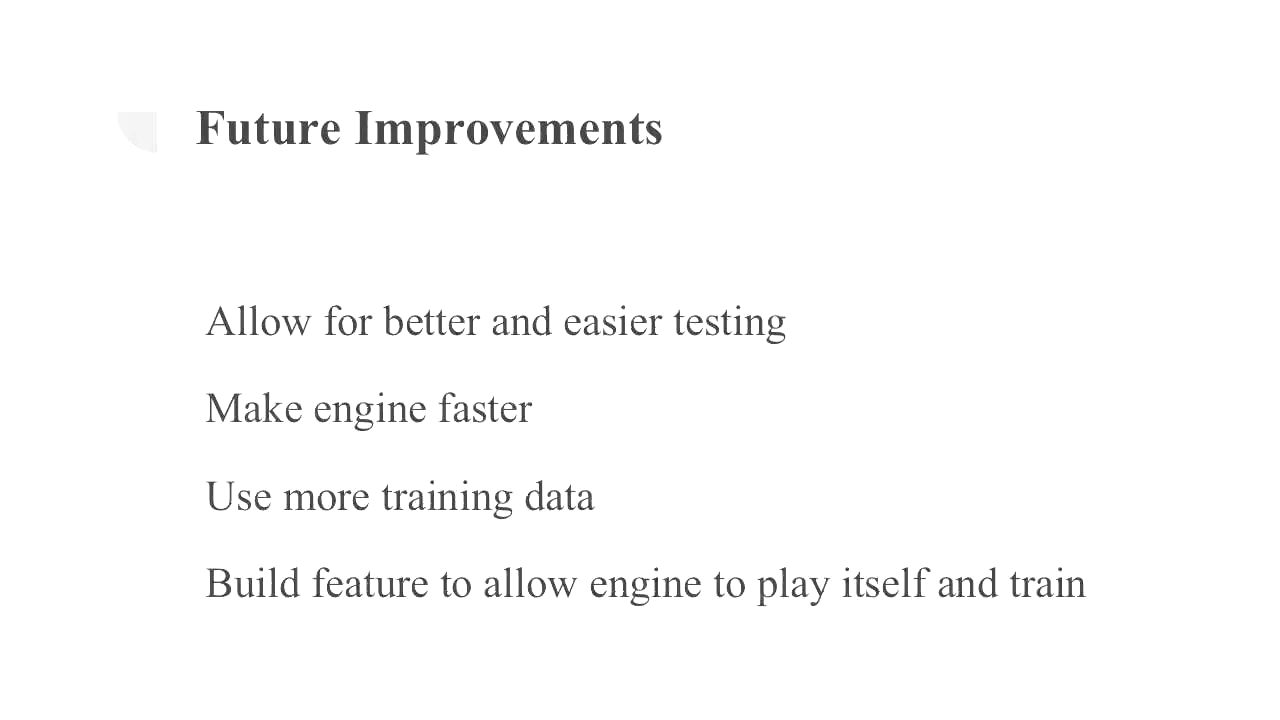 Future Improvements
Allow for better and easier testing
Make engine faster
Use more training data
Build feature to allow engine to play itself and train